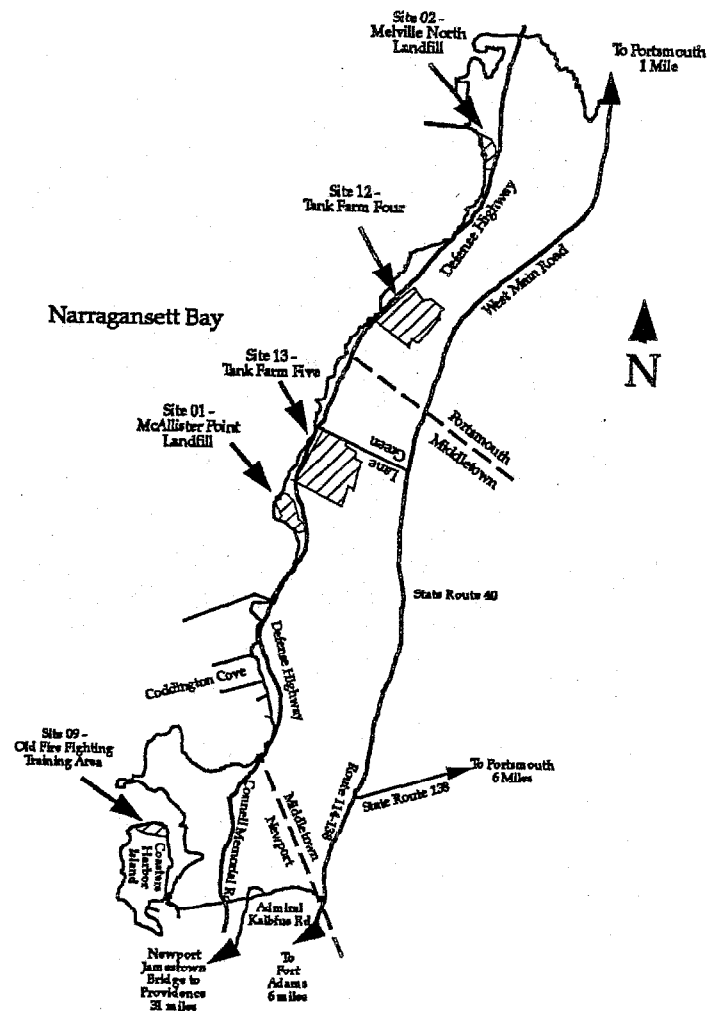 Site 02 -
Melville North
Landfill
To Portsmouth
1 Mile
Site 12 -
Tank Farm Four
Defense Highway
West Main Road
Narragansett Bay
N
Site 13 -
Tank Farm Five
Site 01 -
McAllister Point
Landfill
Portsmouth
Middletown
Green
Lane
State Route 40
Defense Highway
Coddington Cove
Site 09 -
Old Fire Fighting
Training Area
To Portsmouth
6 Miles
State Route 138
Route 114-138
Middletown
Newport
Connell Memorial Rd
Coasters
Harbor
Island
Admiral
Kalbfus Rd
Newport
Jamestown
Bridge to
Providence
31 miles
To
Fort
Adams
6 miles